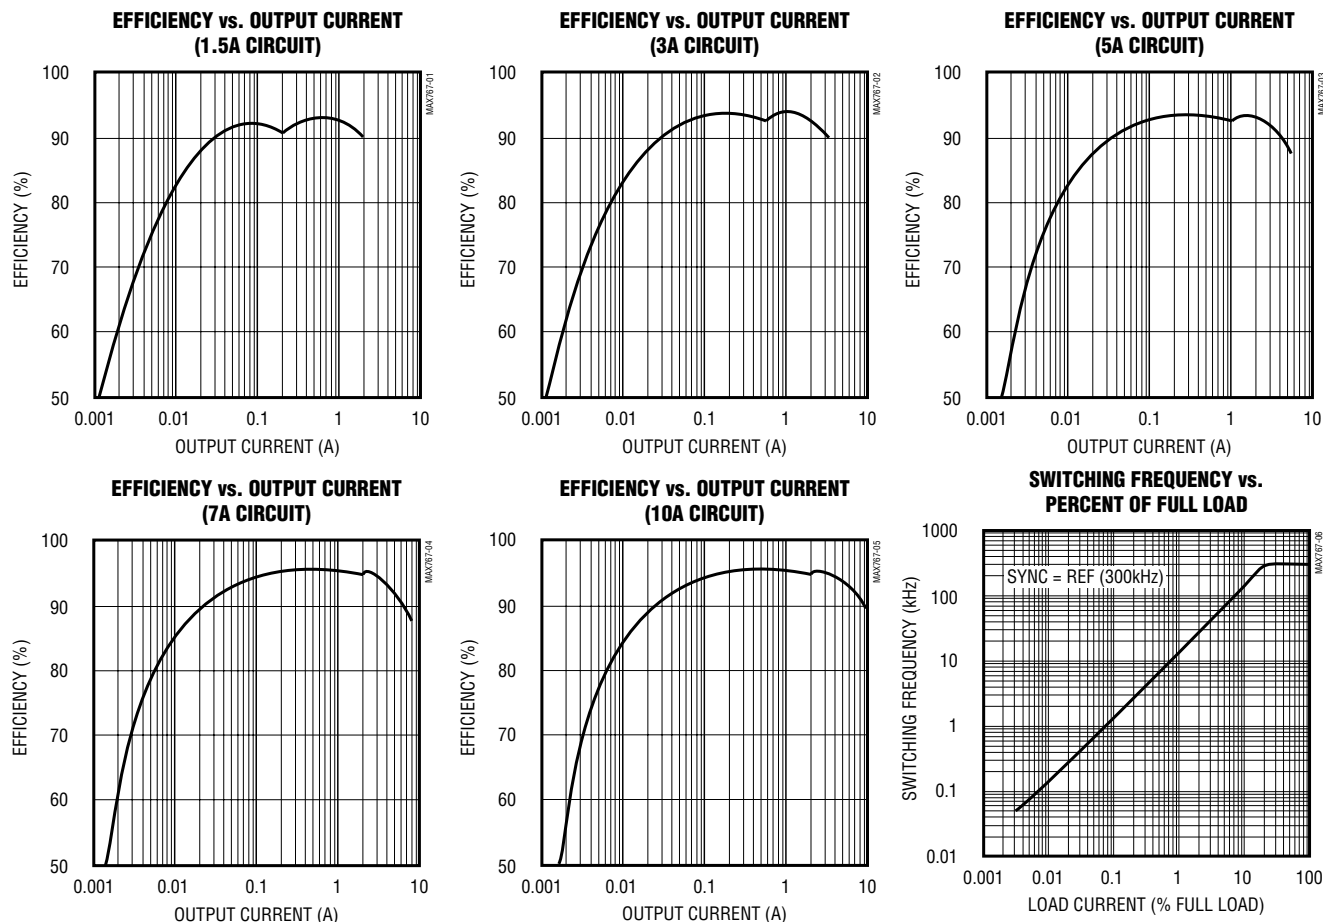 EFFICIENCY vs. OUTPUT CURRENT
(1.5A CIRCUIT)
100
90
80
70
60
50
EFFICIENCY (%)
0.001 0.01 0.1 1 10
OUTPUT CURRENT (A)
MAX767-01
EFFICIENCY vs. OUTPUT CURRENT
(3A CIRCUIT)
100
90
80
70
60
50
EFFICIENCY (%)
0.001 0.01 0.1 1 10
OUTPUT CURRENT (A)
MAX767-02
EFFICIENCY vs. OUTPUT CURRENT
(5A CIRCUIT)
100
90
80
70
60
50
EFFICIENCY (%)
0.001 0.01 0.1 1 10
OUTPUT CURRENT (A)
MAX767-03
EFFICIENCY vs. OUTPUT CURRENT
(7A CIRCUIT)
100
90
80
70
60
50
EFFICIENCY (%)
0.001 0.01 0.1 1 10
OUTPUT CURRENT (A)
MAX767-04
EFFICIENCY vs. OUTPUT CURRENT
(10A CIRCUIT)
100
90
80
70
60
50
EFFICIENCY (%)
0.001 0.01 0.1 1 10
OUTPUT CURRENT (A)
MAX767-05
SWITCHING FREQUENCY vs.
PERCENT OF FULL LOAD
1000
100
10
1
0.1
0.01
SWITCHING FREQUENCY (kHz)
SYNC = REF (300kHz)
0.001 0.01 0.1 1 10 100
LOAD CURRENT (% FULL LOAD)
MAX767-06